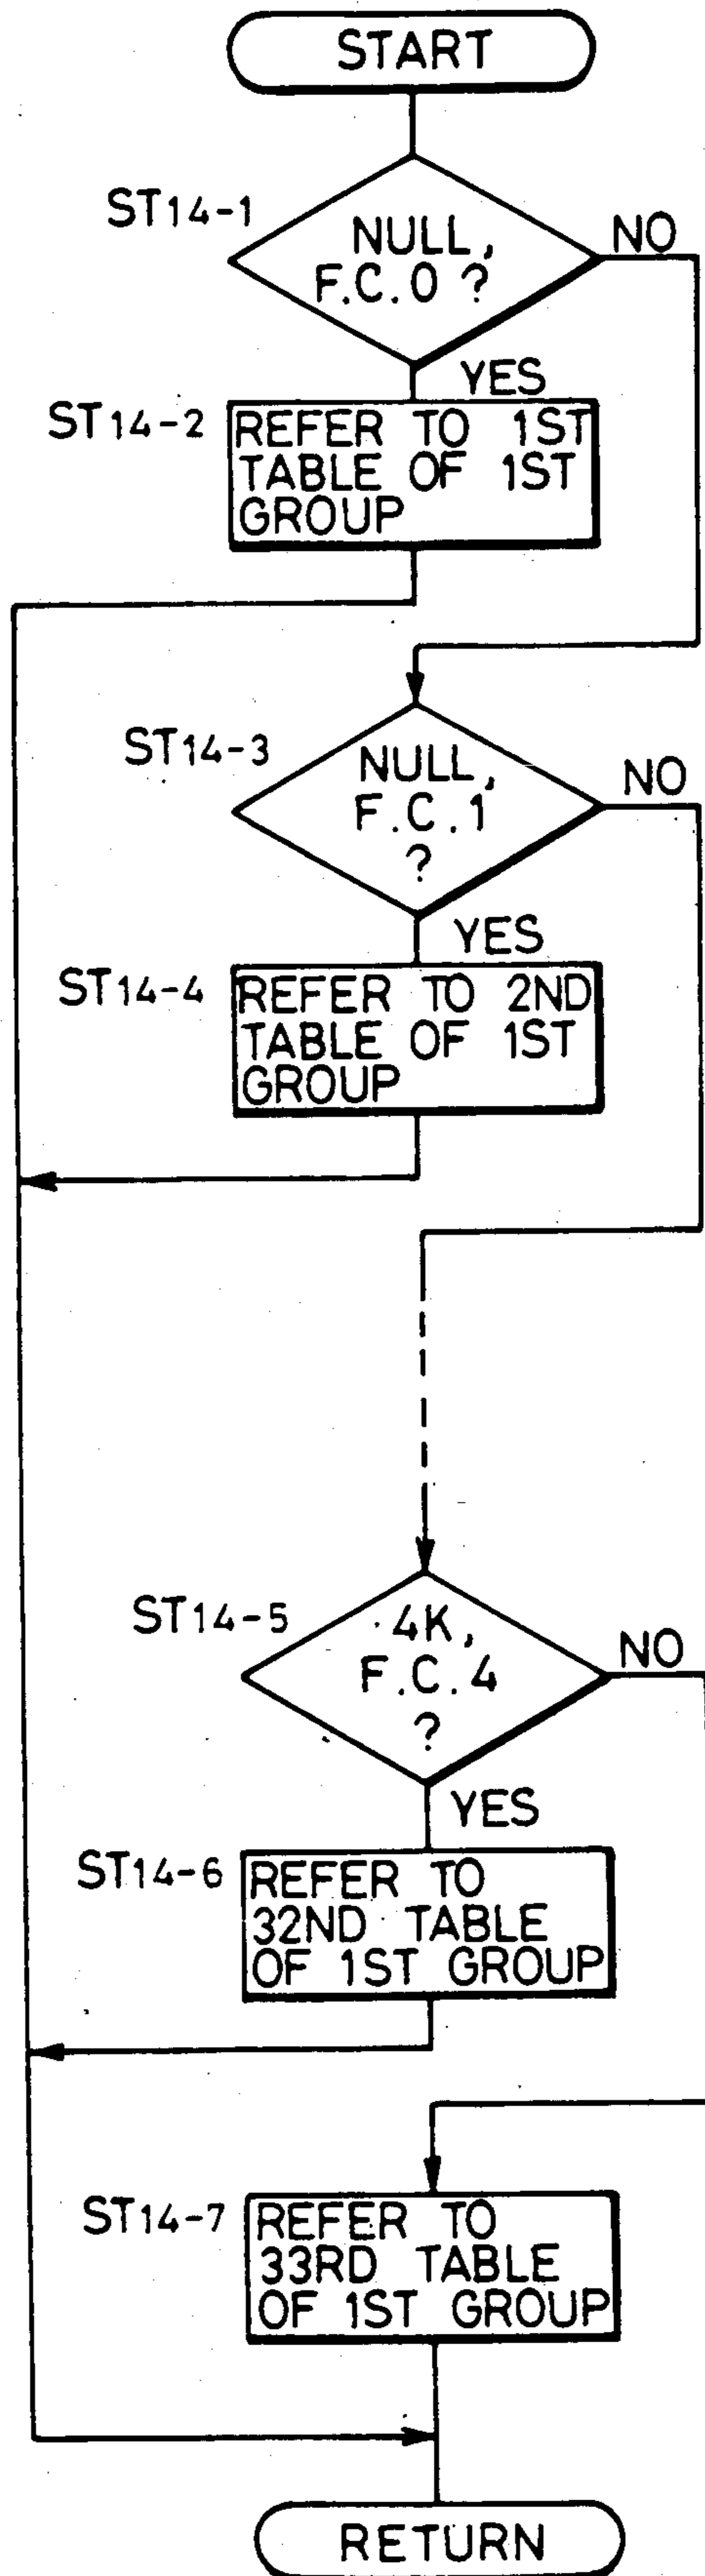 START
ST14-1
NULL,
F.C.0 ?
NO
YES
ST14-2
REFER TO 1ST
TABLE OF 1ST
GROUP
ST14-3
NULL,
F.C.1
?
NO
YES
ST14-4
REFER TO 2ND
TABLE OF 1ST
GROUP
ST14-5
4K,
F.C.4
?
NO
YES
ST14-6
REFER TO
32ND TABLE
OF 1ST GROUP
ST14-7
REFER TO
33RD TABLE
OF 1ST GROUP
RETURN